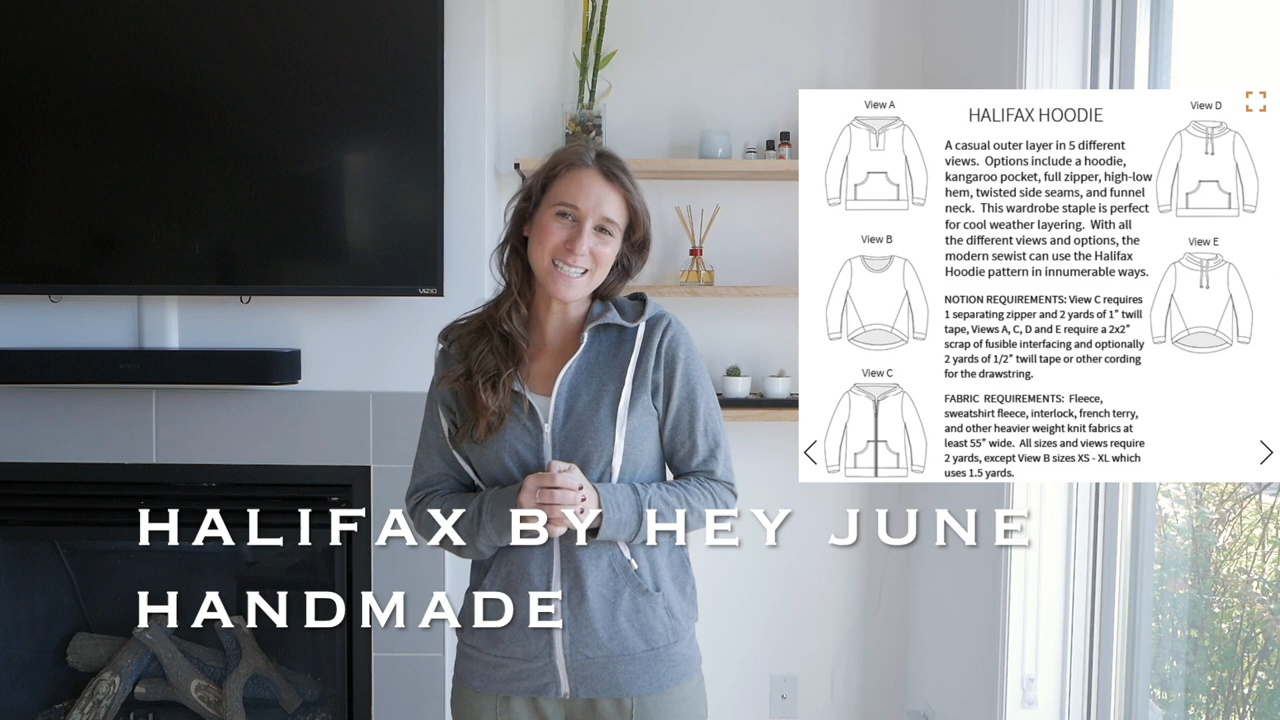 VIZIO
View A
HALIFAX HOODIE
View D
A casual outer layer in 5 different
views. Options include a hoodie,
kangaroo pocket, full zipper, high-low
hem, twisted side seams, and funnel
neck. This wardrobe staple is perfect
for cool weather layering. With all
the different views and options, the
modern sewist can use the Halifax
Hoodie pattern in innumerable ways.
View B
View E
NOTION REQUIREMENTS: View C requires
1 separating zipper and 2 yards of 1” twill
tape, Views A, C, D and E require a 2x2”
scrap of fusible interfacing and optionally
2 yards of 1/2” twill tape or other cording
for the drawstring.
View C
FABRIC REQUIREMENTS: Fleece,
sweatshirt fleece, interlock, french terry,
and other heavier weight knit fabrics at
least 55” wide. All sizes and views require
2 yards, except View B sizes XS - XL which
uses 1.5 yards.
HALIFAX BY HEY JUNE
HANDMADE